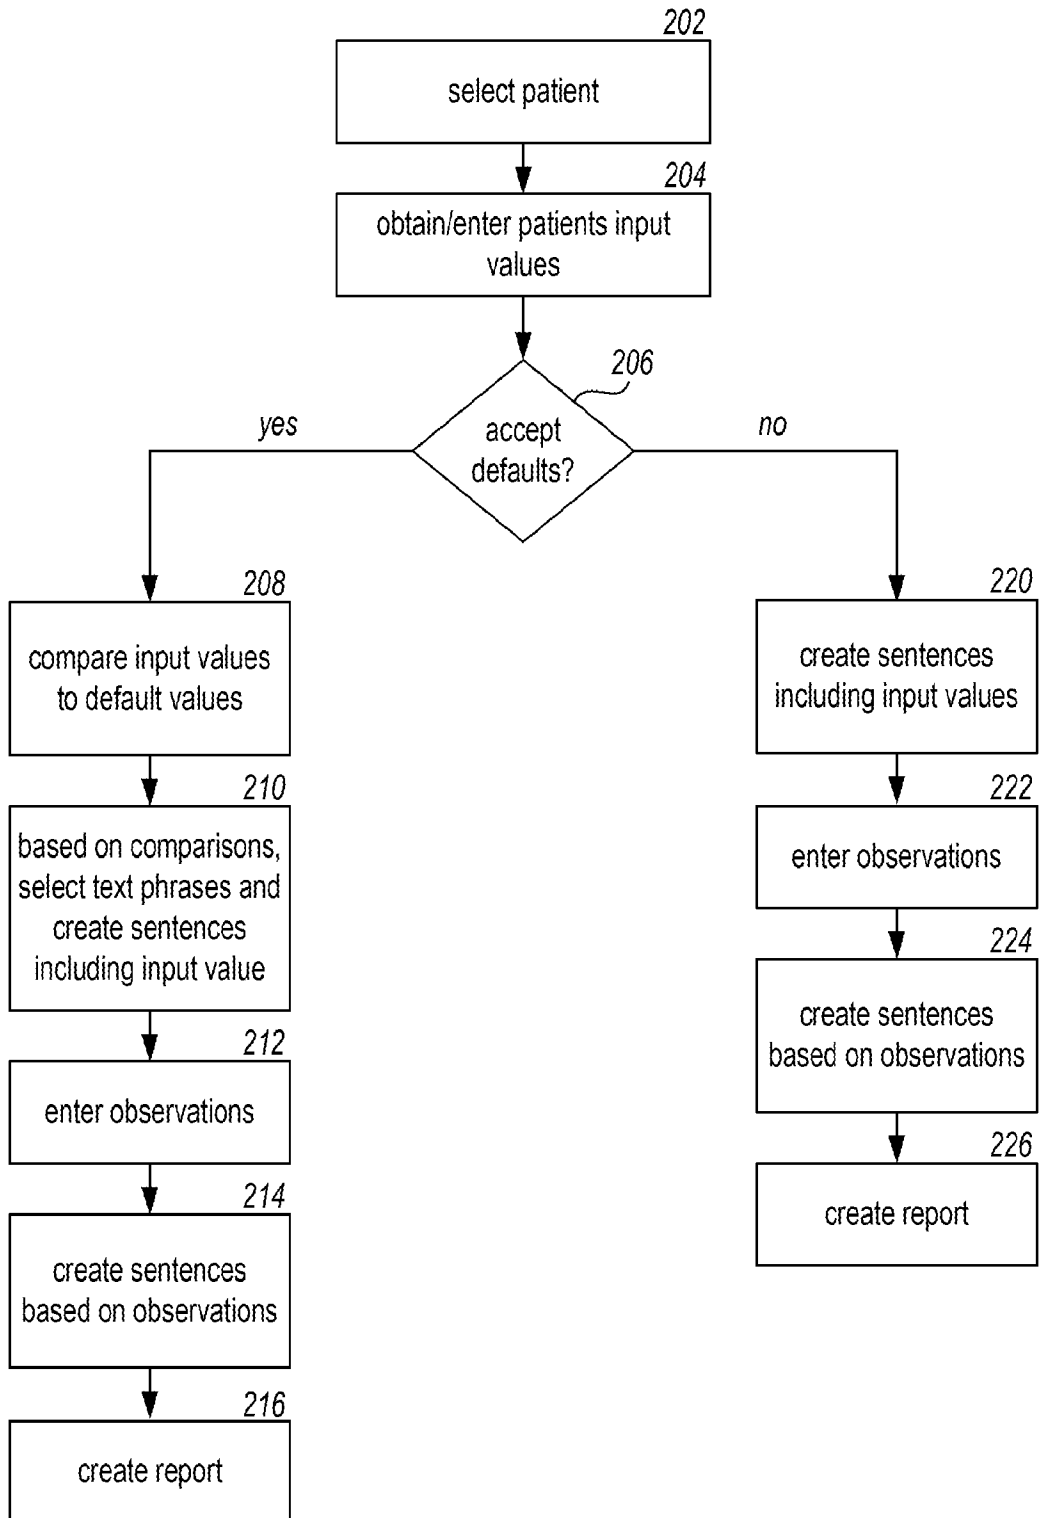 202
select patient
204
obtain/enter patients input
values
206
accept
defaults?
yes
no
208
compare input values
to default values
210
based on comparisons,
select text phrases and
create sentences
including input value
212
enter observations
214
create sentences
based on observations
216
create report
220
create sentences
including input values
222
enter observations
224
create sentences
based on observations
226
create report